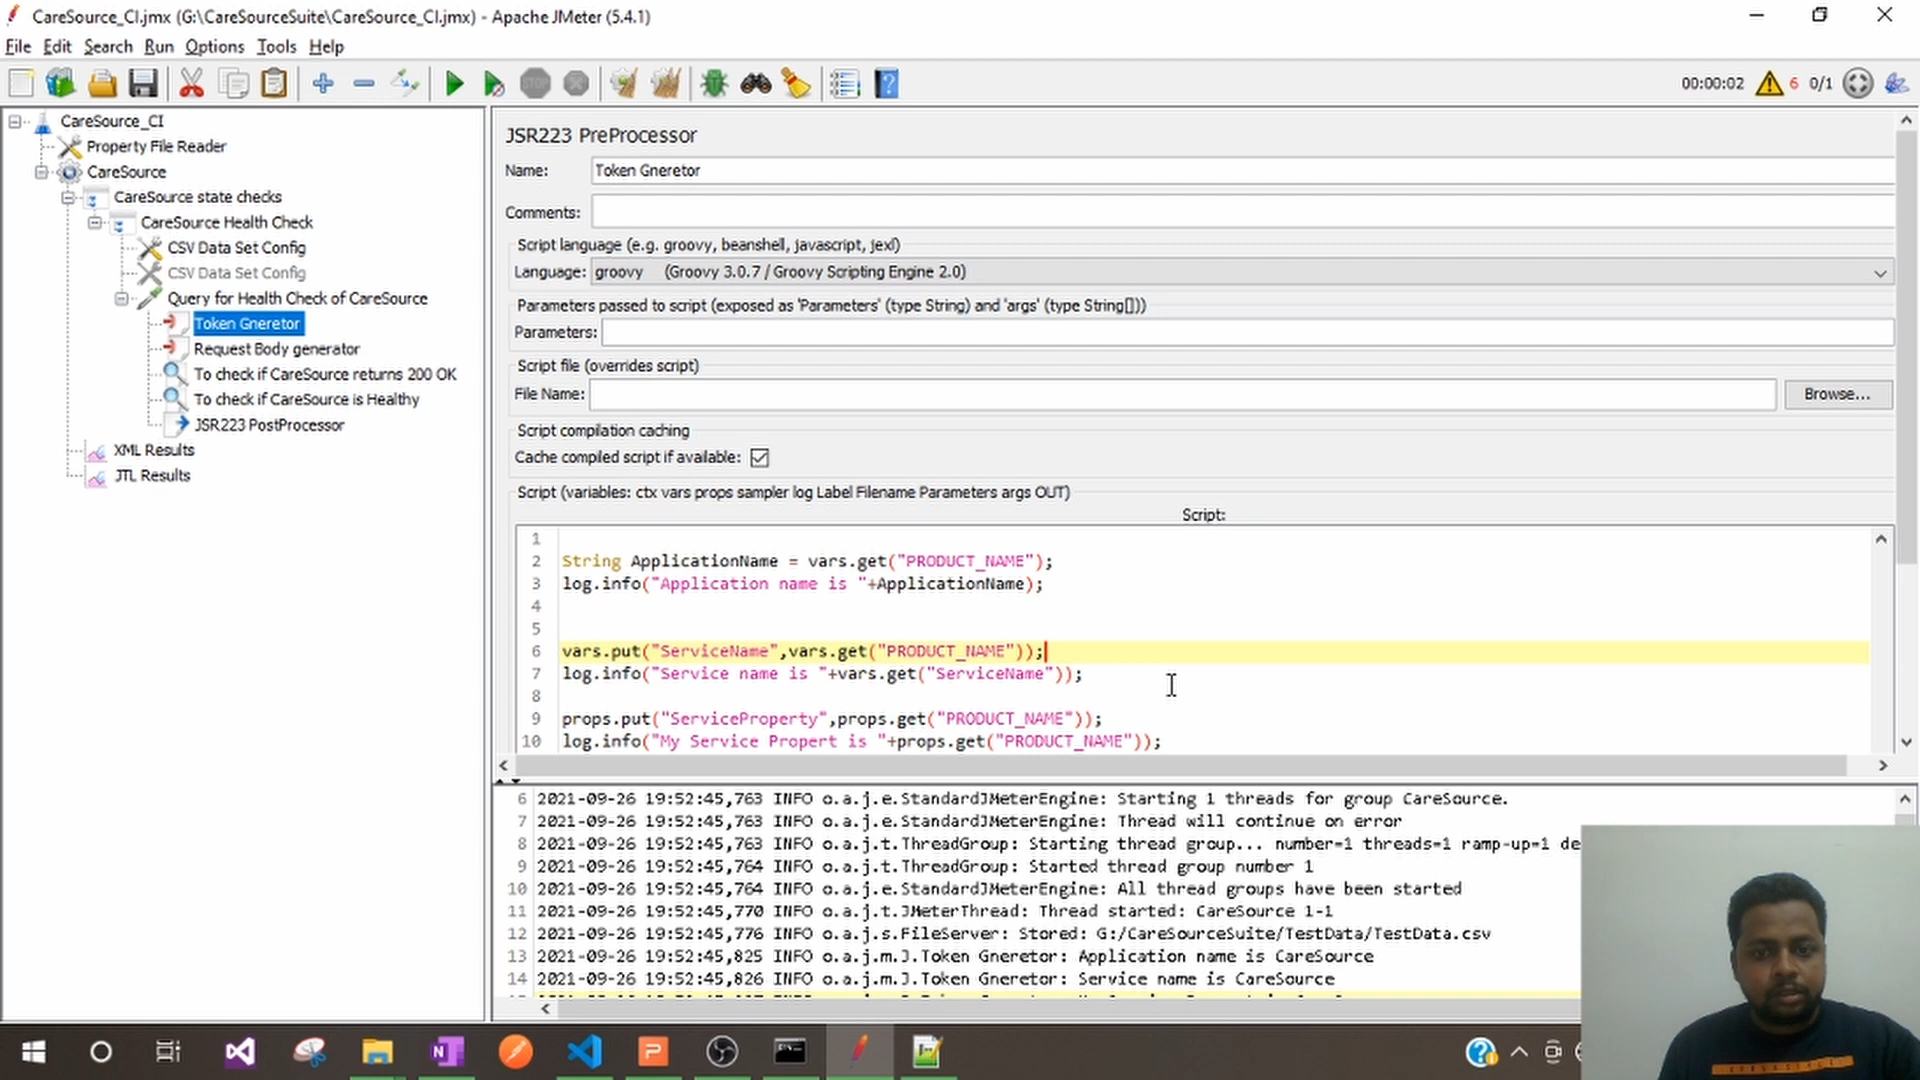 CareSource_CI.jmx (G:\CareSourceSuite\CareSource_CI.jmx) - Apache JMeter (5.4.1)
File Edit Search Run Options Tools Help
STOP
00:00:02 6 0/1
CareSource_CI
Property File Reader
CareSource
CareSource state checks
CareSource Health Check
CSV Data Set Config
CSV Data Set Config
Query for Health Check of CareSource
Token Gneretor
Request Body generator
To check if CareSource returns 200 OK
To check if CareSource is Healthy
JSR223 PostProcessor
XML Results
JTL Results
JSR223 PreProcessor
Name: Token Gneretor
Comments:
Script language (e.g. groovy, beanshell, javascript, jexl)
Language: groovy (Groovy 3.0.7 / Groovy Scripting Engine 2.0)
Parameters passed to script (exposed as 'Parameters' (type String) and 'args' (type String[]))
Parameters:
Script file (overrides script)
File Name: Browse...
Script compilation caching
Cache compiled script if available:
Script (variables: ctx vars props sampler log Label Filename Parameters args OUT)
Script:
1
2 String ApplicationName = vars.get("PRODUCT_NAME");
3 log.info("Application name is "+ApplicationName);
4
5
6 vars.put("ServiceName",vars.get("PRODUCT_NAME"));
7 log.info("Service name is "+vars.get("ServiceName"));
8
9 props.put("ServiceProperty",props.get("PRODUCT_NAME"));
10 log.info("My Service Propert is "+props.get("PRODUCT_NAME"));
6 2021-09-26 19:52:45,763 INFO o.a.j.e.StandardJMeterEngine: Starting 1 threads for group CareSource.
7 2021-09-26 19:52:45,763 INFO o.a.j.e.StandardJMeterEngine: Thread will continue on error
8 2021-09-26 19:52:45,763 INFO o.a.j.t.ThreadGroup: Starting thread group... number=1 threads=1 ramp-up=1 de
9 2021-09-26 19:52:45,764 INFO o.a.j.t.ThreadGroup: Started thread group number 1
10 2021-09-26 19:52:45,764 INFO o.a.j.e.StandardJMeterEngine: All thread groups have been started
11 2021-09-26 19:52:45,770 INFO o.a.j.t.JMeterThread: Thread started: CareSource 1-1
12 2021-09-26 19:52:45,776 INFO o.a.j.s.FileServer: Stored: G:/CareSourceSuite/TestData/TestData.csv
13 2021-09-26 19:52:45,825 INFO o.a.j.m.J.Token Gneretor: Application name is CareSource
14 2021-09-26 19:52:45,826 INFO o.a.j.m.J.Token Gneretor: Service name is CareSource